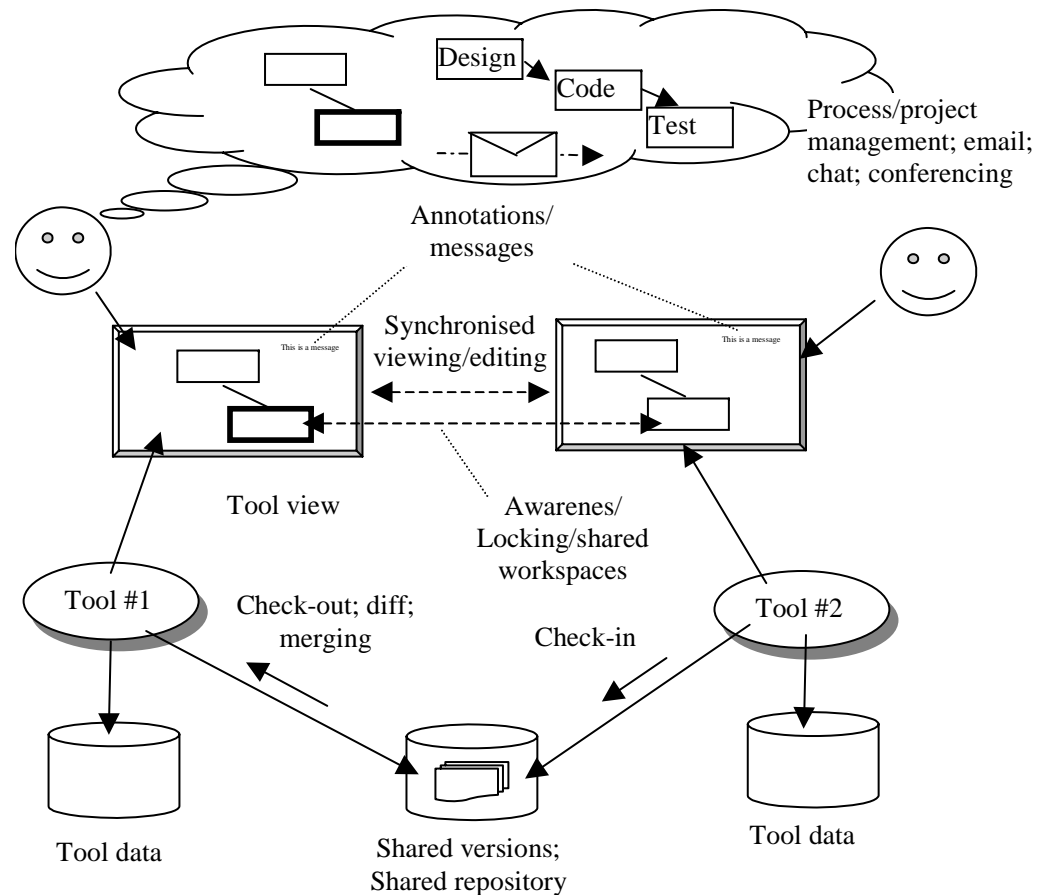 Design
Code
Test
Process/project
management; email;
chat; conferencing
Annotations/
messages
This is a message
Synchronised
viewing/editing
This is a message
Tool view
Awarenes/
Locking/shared
workspaces
Tool #1
Check-out; diff;
merging
Check-in
Tool #2
Tool data
Shared versions;
Shared repository
Tool data